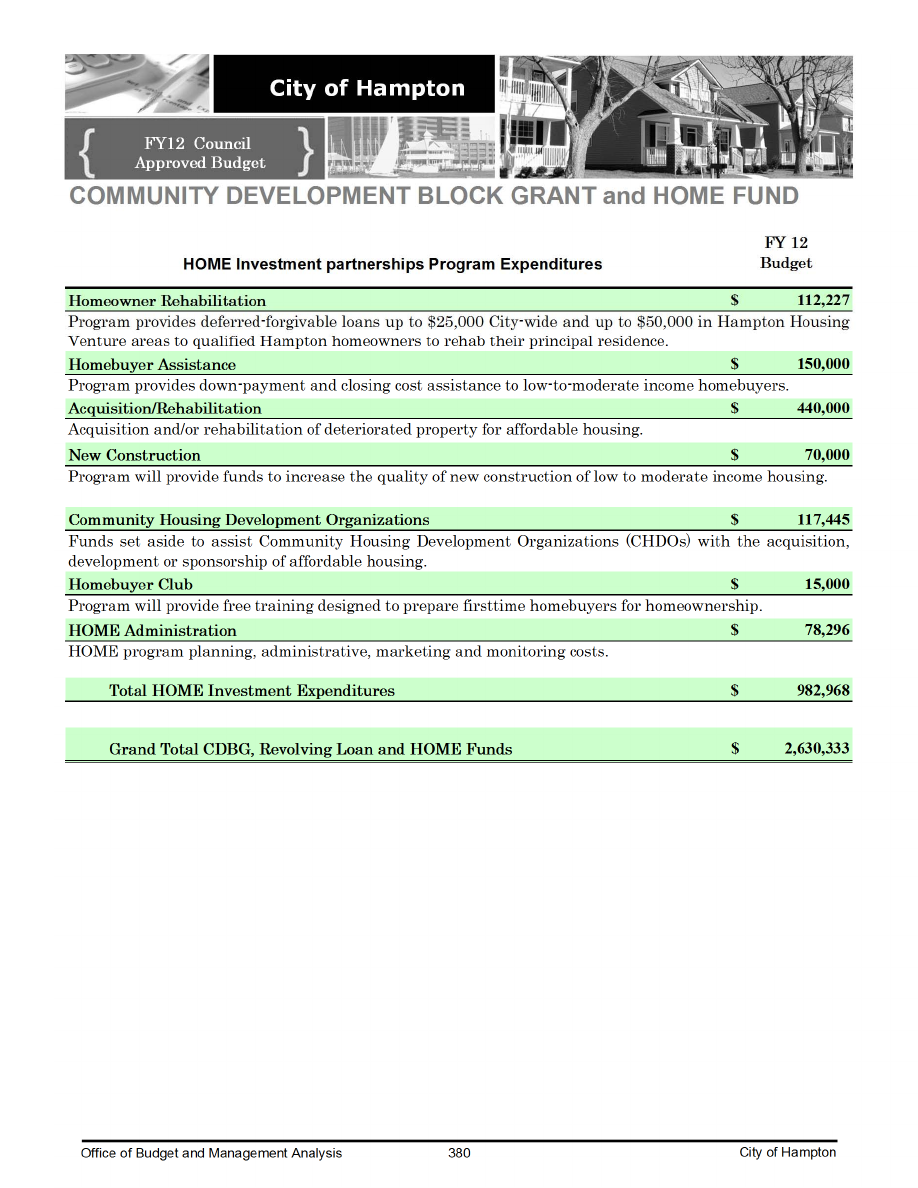 City of Hampton
FY12 Council
Approved Budget
COMMUNITY DEVELOPMENT BLOCK GRANT and HOME FUND
FY 12
HOME Investment partnerships Program Expenditures Budget
Homeowner Rehabilitation $ 112,227
Program provides deferred-forgivable loans up to $25,000 City-wide and up to $50,000 in Hampton Housing
Venture areas to qualified Hampton homeowners to rehab their principal residence.
Homebuyer Assistance $ 150,000
Program provides down-payment and closing cost assistance to low-to-moderate income homebuyers.
Acquisition/Rehabilitation $ 440,000
Acquisition and/or rehabilitation of deteriorated property for affordable housing.
New Construction $ 70,000
Program will provide funds to increase the quality of new construction of low to moderate income housing.
Community Housing Development Organizations $ 117,445
Funds set aside to assist Community Housing Development Organizations (CHDOs) with the acquisition,
development or sponsorship of affordable housing.
Homebuyer Club $ 15,000
Program will provide free training designed to prepare firsttime homebuyers for homeownership.
HOME Administration $ 78,296
HOME program planning, administrative, marketing and monitoring costs.
Total HOME Investment Expenditures $ 982,968
Grand Total CDBG, Revolving Loan and HOME Funds $ 2,630,333
Office of Budget and Management Analysis 380 City of Hampton